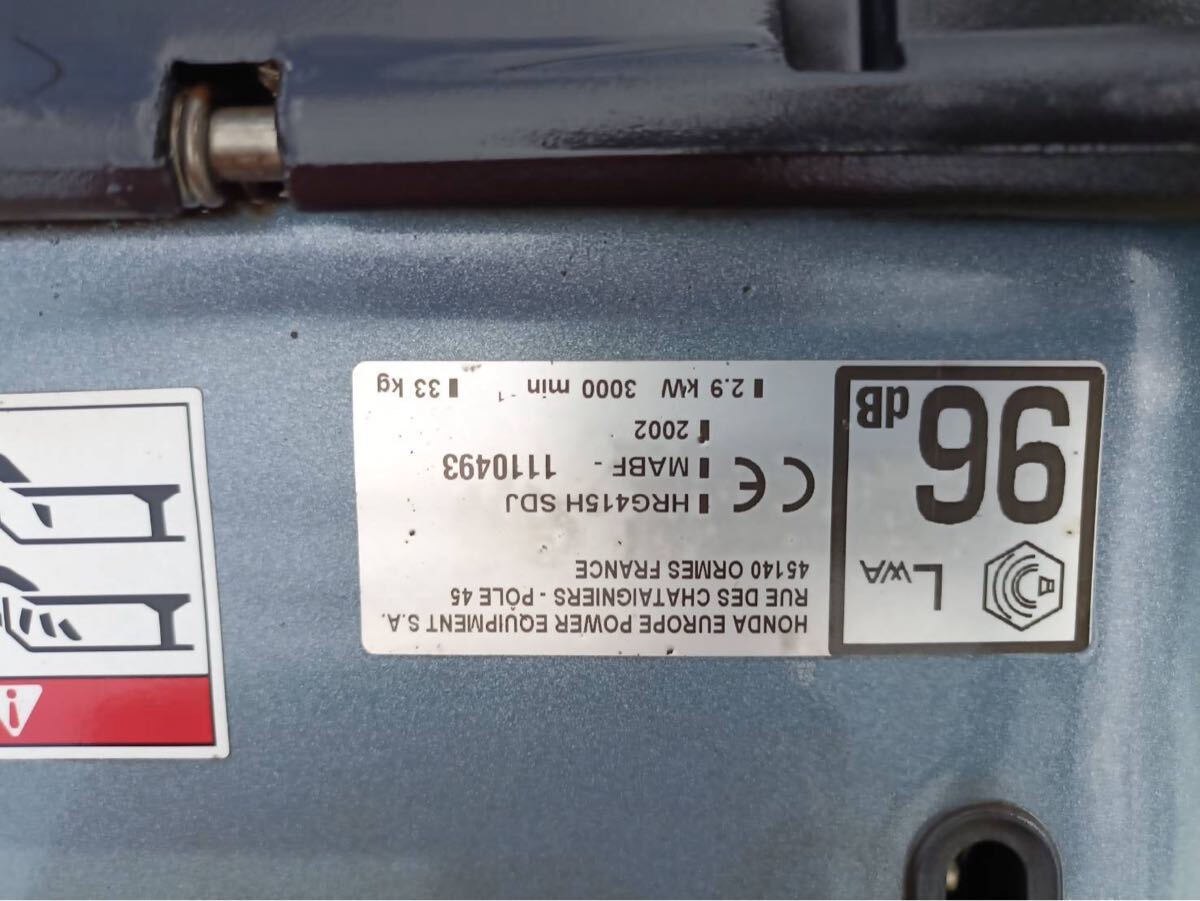 HONDA EUROPE POWER EQUIPMENT S.A.
RUE DES CHATAIGNIERS - PÔLE 45
45140 ORMES FRANCE
HRG415H SDJ
CE MABF - 1110493
2002
2.9 kW 3000 min⁻¹ 33 kg
LWA
96 dB